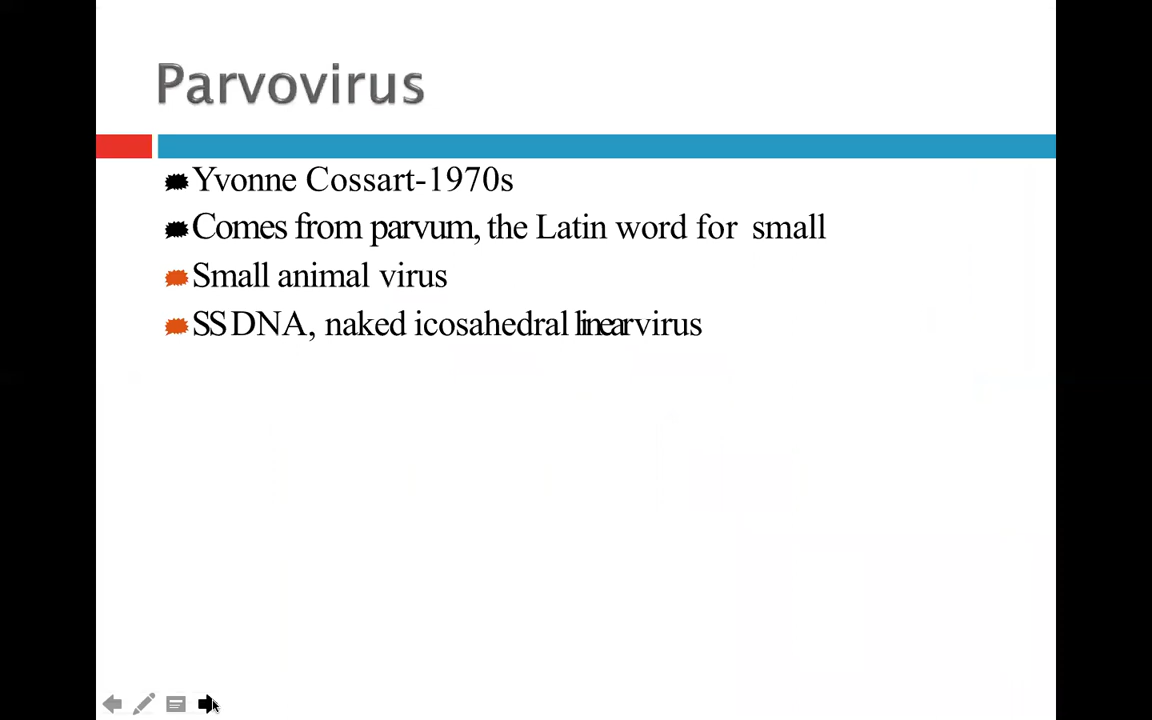 Parvovirus
Yvonne Cossart-1970s
Comes from parvum, the Latin word for small
Small animal virus
SS DNA, naked icosahedral linear virus